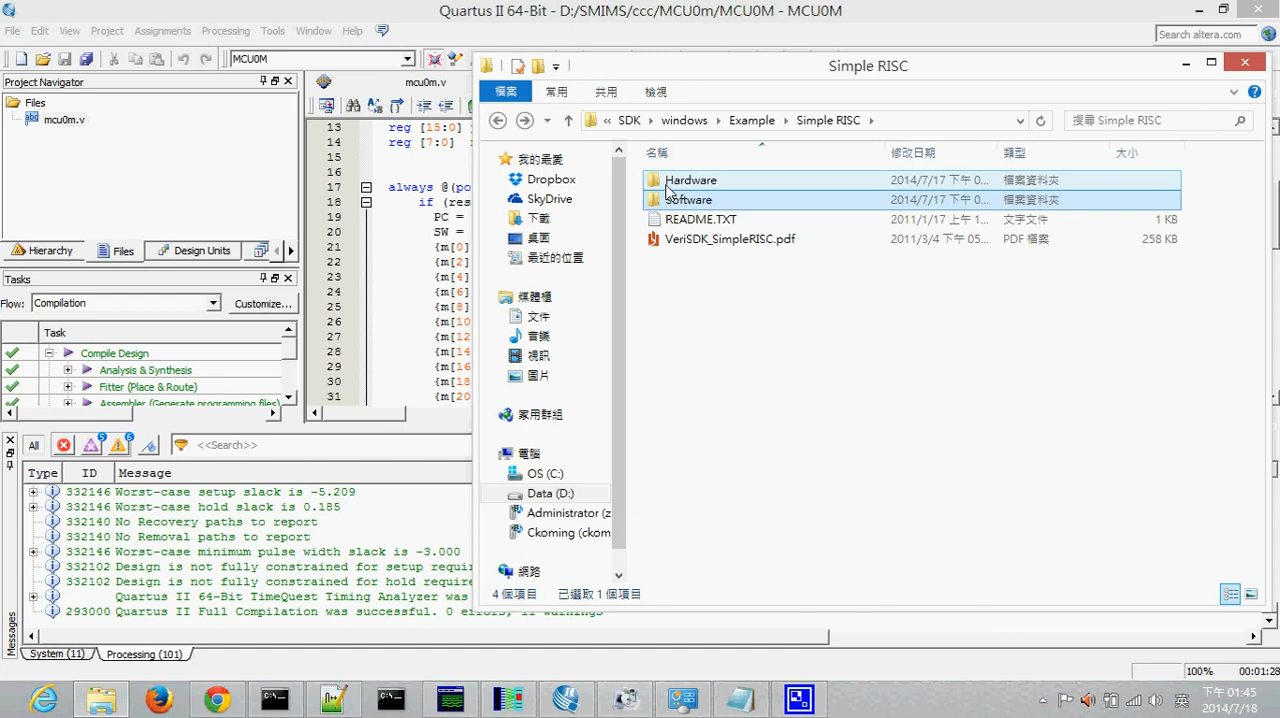 Quartus II 64-Bit - D:/SMIMS/ccc/MCU0m/MCU0M - MCU0M
File Edit View Project Assignments Processing Tools Window Help
Search altera.com
MCU0M
Project Navigator
Files
mcu0m.v
Hierarchy Files Design Units
Tasks
Flow: Compilation Customize...
Task
Compile Design
Analysis & Synthesis
Fitter (Place & Route)
Assembler (Generate programming files)
mcu0m.v
13 reg [15:0]
14 reg [7:0]
15
16
17 always @(po
18 if (res
19 PC =
20 SW =
21 {m[0]
22 {m[2]
23 {m[4]
24 {m[6]
25 {m[8]
26 {m[10
27 {m[12
28 {m[14
29 {m[16
30 {m[18
31 {m[20
Simple RISC
檔案 常用 共用 檢視
« SDK windows Example Simple RISC
搜尋 Simple RISC
我的最愛
Dropbox
SkyDrive
下載
桌面
最近的位置
媒體櫃
文件
音樂
視訊
圖片
家用群組
電腦
OS (C:)
Data (D:)
Administrator (z
Ckoming (ckom
網路
名稱 修改日期 類型 大小
Hardware 2014/7/17 下午 0... 檔案資料夾
Software 2014/7/17 下午 0... 檔案資料夾
README.TXT 2011/1/17 上午 1... 文字文件 1 KB
VeriSDK_SimpleRISC.pdf 2011/3/4 下午 05... PDF 檔案 258 KB
4 個項目 已選取 1 個項目
All <<Search>>
Type ID Message
332146 Worst-case setup slack is -5.209
332146 Worst-case hold slack is 0.185
332140 No Recovery paths to report
332140 No Removal paths to report
332146 Worst-case minimum pulse width slack is -3.000
332102 Design is not fully constrained for setup requir
332102 Design is not fully constrained for hold require
Quartus II 64-Bit TimeQuest Timing Analyzer was
293000 Quartus II Full Compilation was successful. 0 errors, 11 warnings
Messages
System (11) Processing (101)
100% 00:01:28
英
下午 01:45
2014/7/18